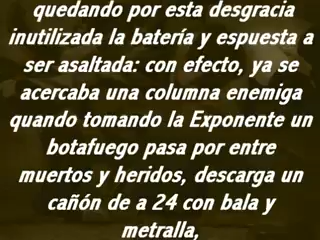 quedando por esta desgracia
inutilizada la batería y espuesta a
ser asaltada: con efecto, ya se
acercaba una columna enemiga
quando tomando la Exponente un
botafuego pasa por entre
muertos y heridos, descarga un
cañón de a 24 con bala y
metralla,